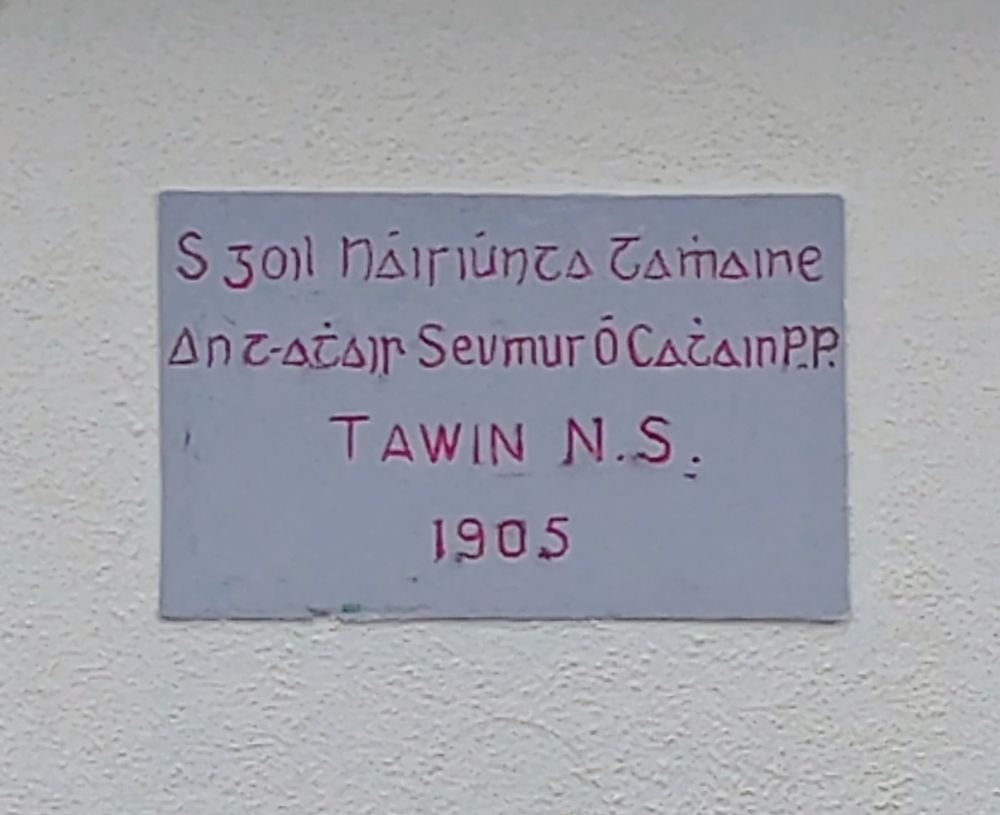 Sgoil Náisiúnta Taṁaine
An t-Aṫair Seumus Ó Caṫain P.P.
TAWIN N.S.
1905